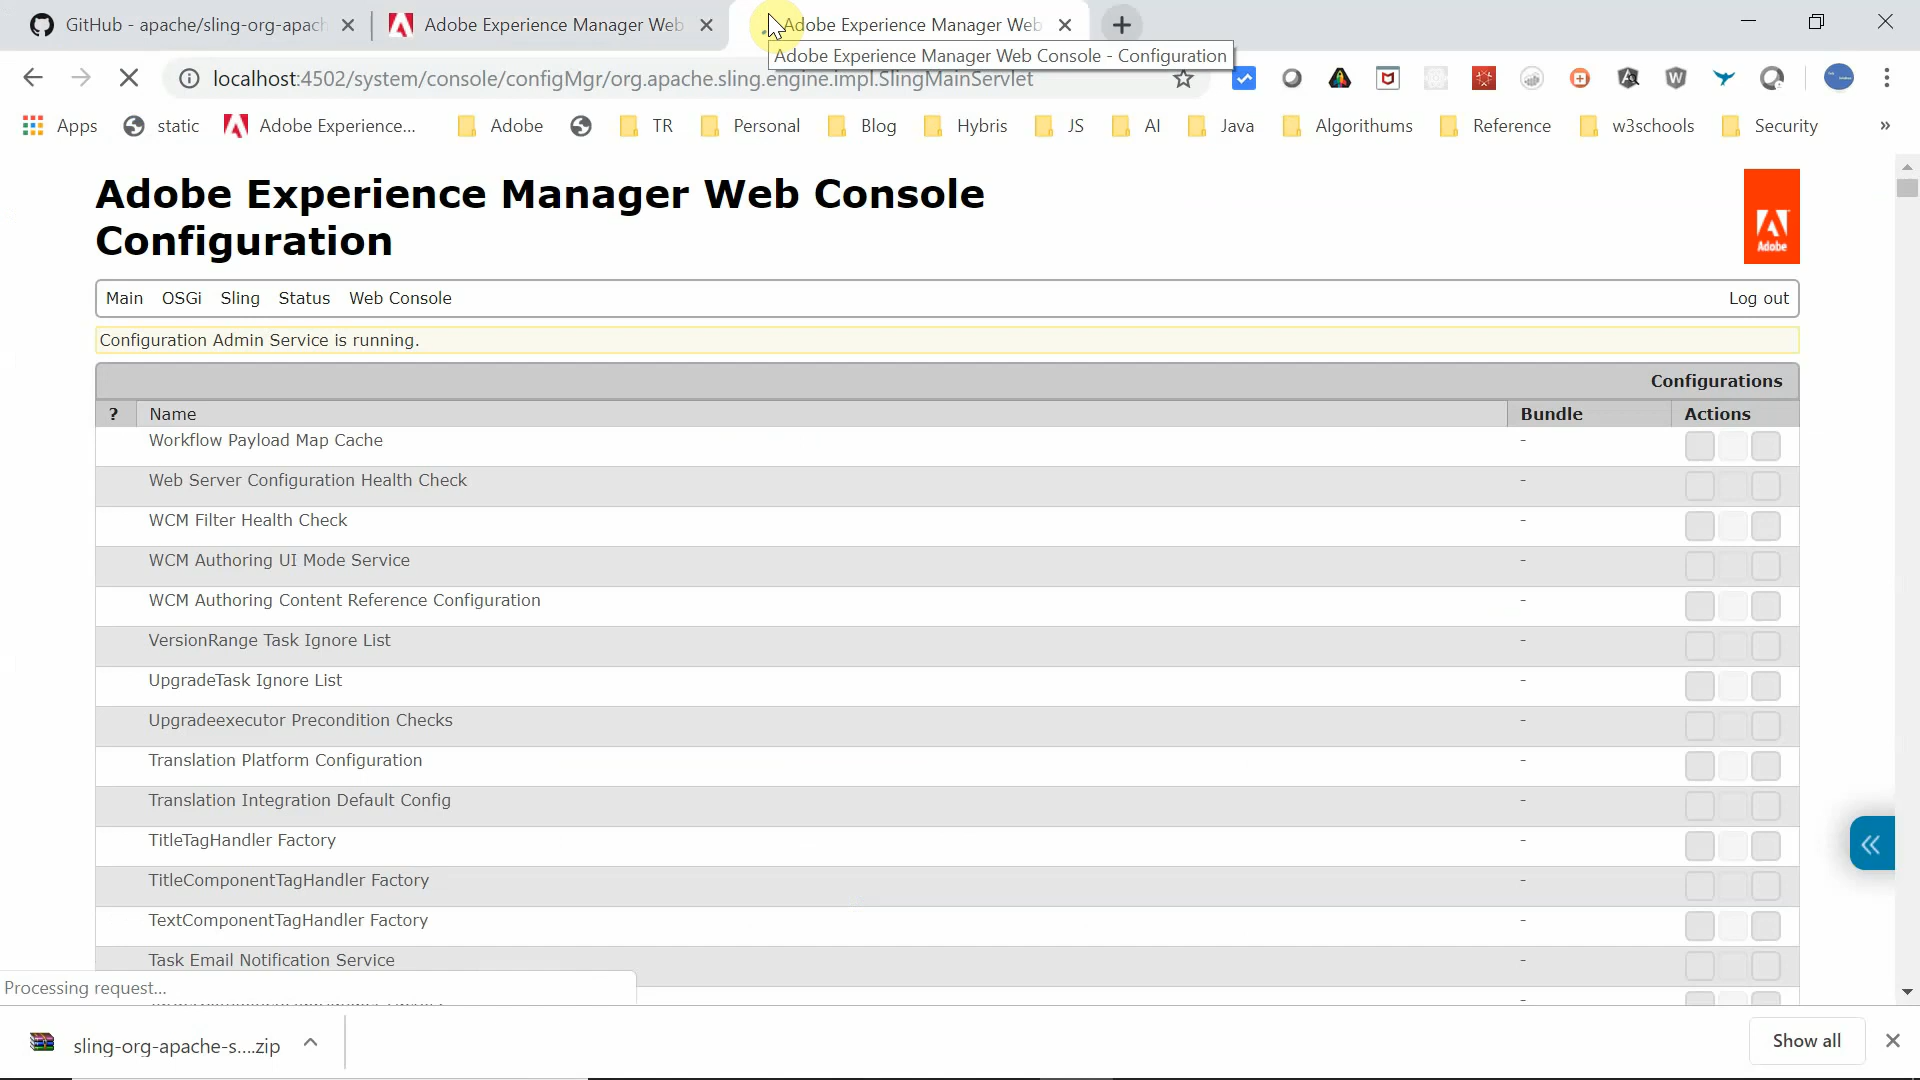 GitHub - apache/sling-org-apach
Adobe Experience Manager Web
Adobe Experience Manager Web
Adobe Experience Manager Web Console - Configuration
localhost:4502/system/console/configMgr/org.apache.sling.engine.impl.SlingMainServlet
Apps
static
Adobe Experience...
Adobe
TR
Personal
Blog
Hybris
JS
AI
Java
Algorithums
Reference
w3schools
Security
»
Adobe Experience Manager Web Console
Configuration
Adobe
Main OSGi Sling Status Web Console
Log out
Configuration Admin Service is running.
Configurations
? Name Bundle Actions
Workflow Payload Map Cache -
Web Server Configuration Health Check -
WCM Filter Health Check -
WCM Authoring UI Mode Service -
WCM Authoring Content Reference Configuration -
VersionRange Task Ignore List -
UpgradeTask Ignore List -
Upgradeexecutor Precondition Checks -
Translation Platform Configuration -
Translation Integration Default Config -
TitleTagHandler Factory -
TitleComponentTagHandler Factory -
TextComponentTagHandler Factory -
Task Email Notification Service -
Processing request...
sling-org-apache-s....zip
Show all